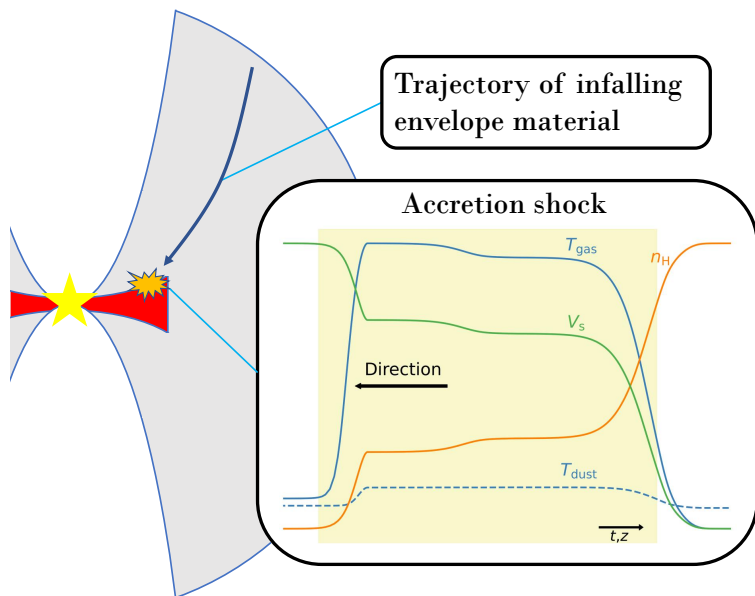 Trajectory of infalling
envelope material
Accretion shock
T_gas
n_H
V_s
Direction
T_dust
t,z